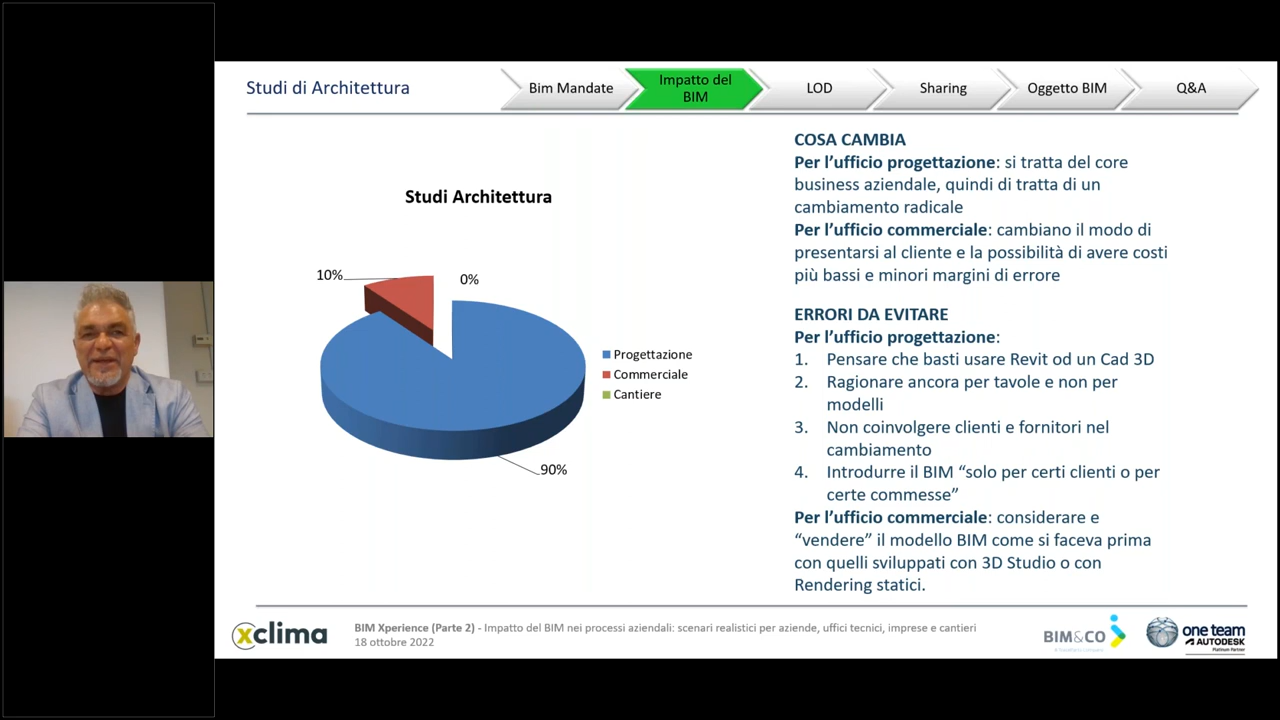 Studi di Architettura
Bim Mandate
Impatto del
BIM
LOD
Sharing
Oggetto BIM
Q&A
Studi Architettura
10%
0%
90%
Progettazione
Commerciale
Cantiere
COSA CAMBIA
Per l’ufficio progettazione: si tratta del core
business aziendale, quindi di tratta di un
cambiamento radicale
Per l’ufficio commerciale: cambiano il modo di
presentarsi al cliente e la possibilità di avere costi
più bassi e minori margini di errore
ERRORI DA EVITARE
Per l’ufficio progettazione:
1. Pensare che basti usare Revit od un Cad 3D
2. Ragionare ancora per tavole e non per
modelli
3. Non coinvolgere clienti e fornitori nel
cambiamento
4. Introdurre il BIM “solo per certi clienti o per
certe commesse”
Per l’ufficio commerciale: considerare e
“vendere” il modello BIM come si faceva prima
con quelli sviluppati con 3D Studio o con
Rendering statici.
xclima
BIM Xperience (Parte 2) - Impatto del BIM nei processi aziendali: scenari realistici per aziende, uffici tecnici, imprese e cantieri
18 ottobre 2022
BIM&CO
one team
AUTODESK
Platinum Partner